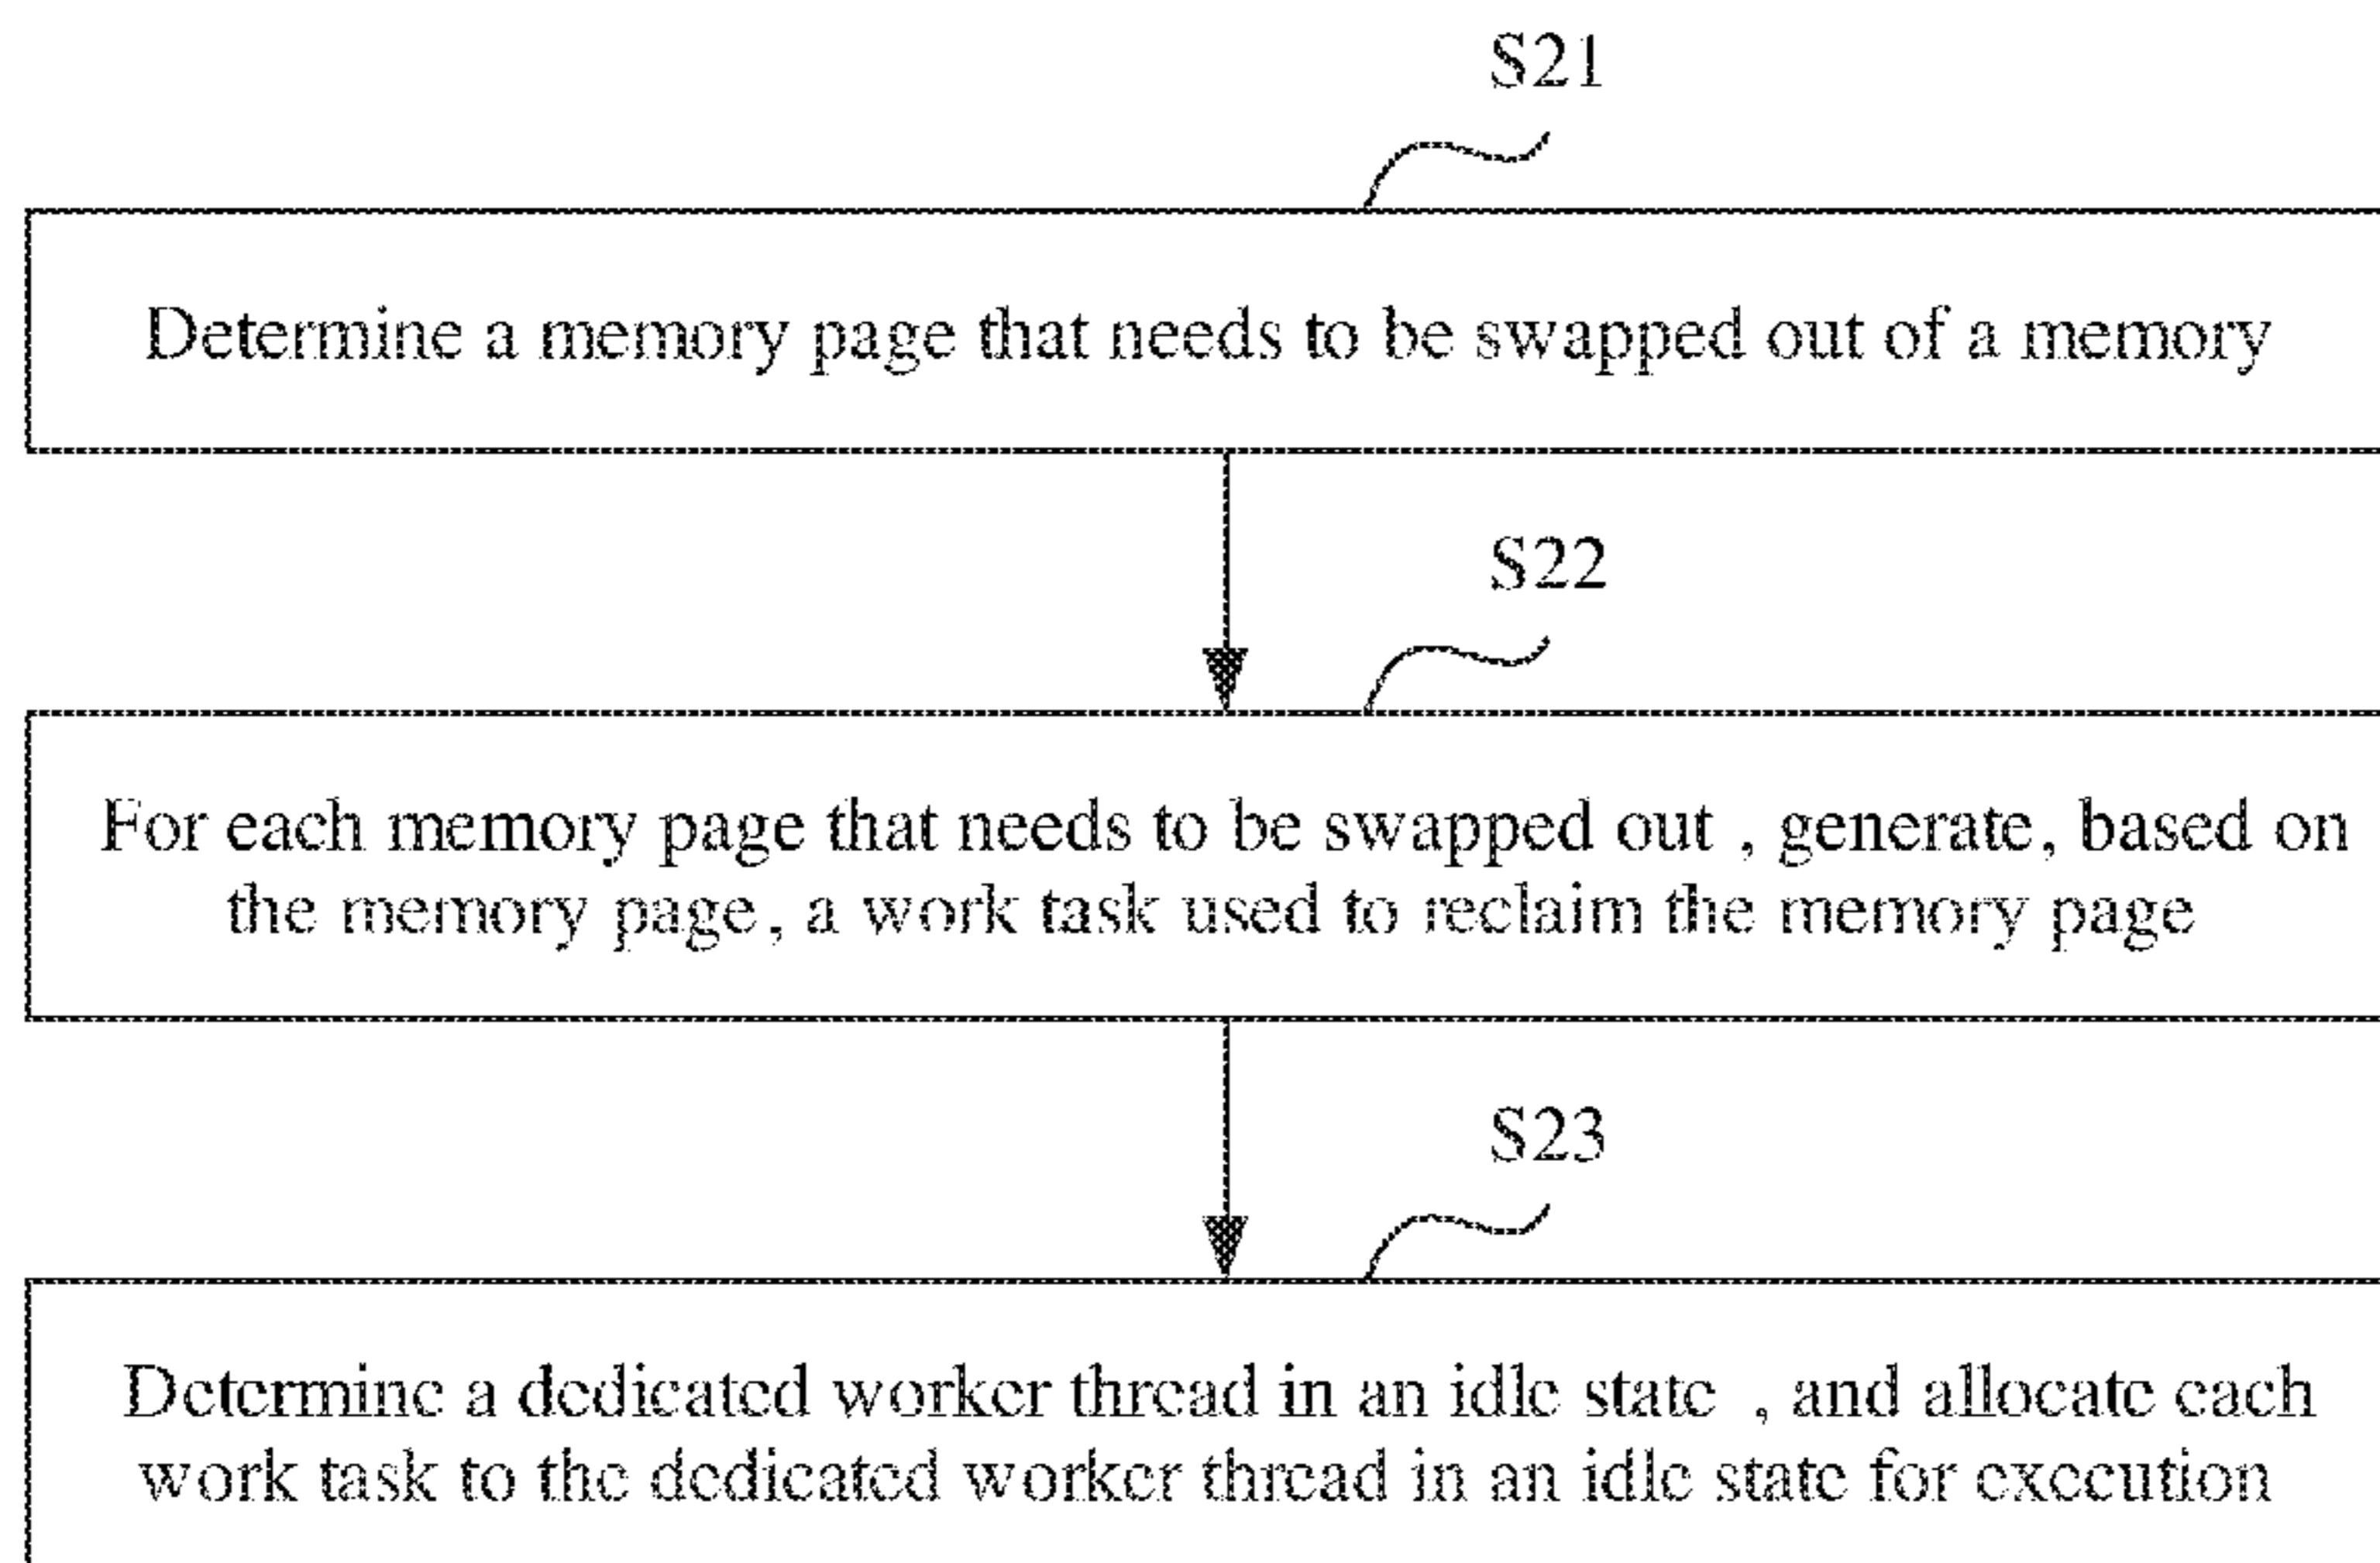 S21
Determine a memory page that needs to be swapped out of a memory
S22
For each memory page that needs to be swapped out , generate, based on
the memory page, a work task used to reclaim the memory page
S23
Determine a dedicated worker thread in an idle state , and allocate each
work task to the dedicated worker thread in an idle state for execution